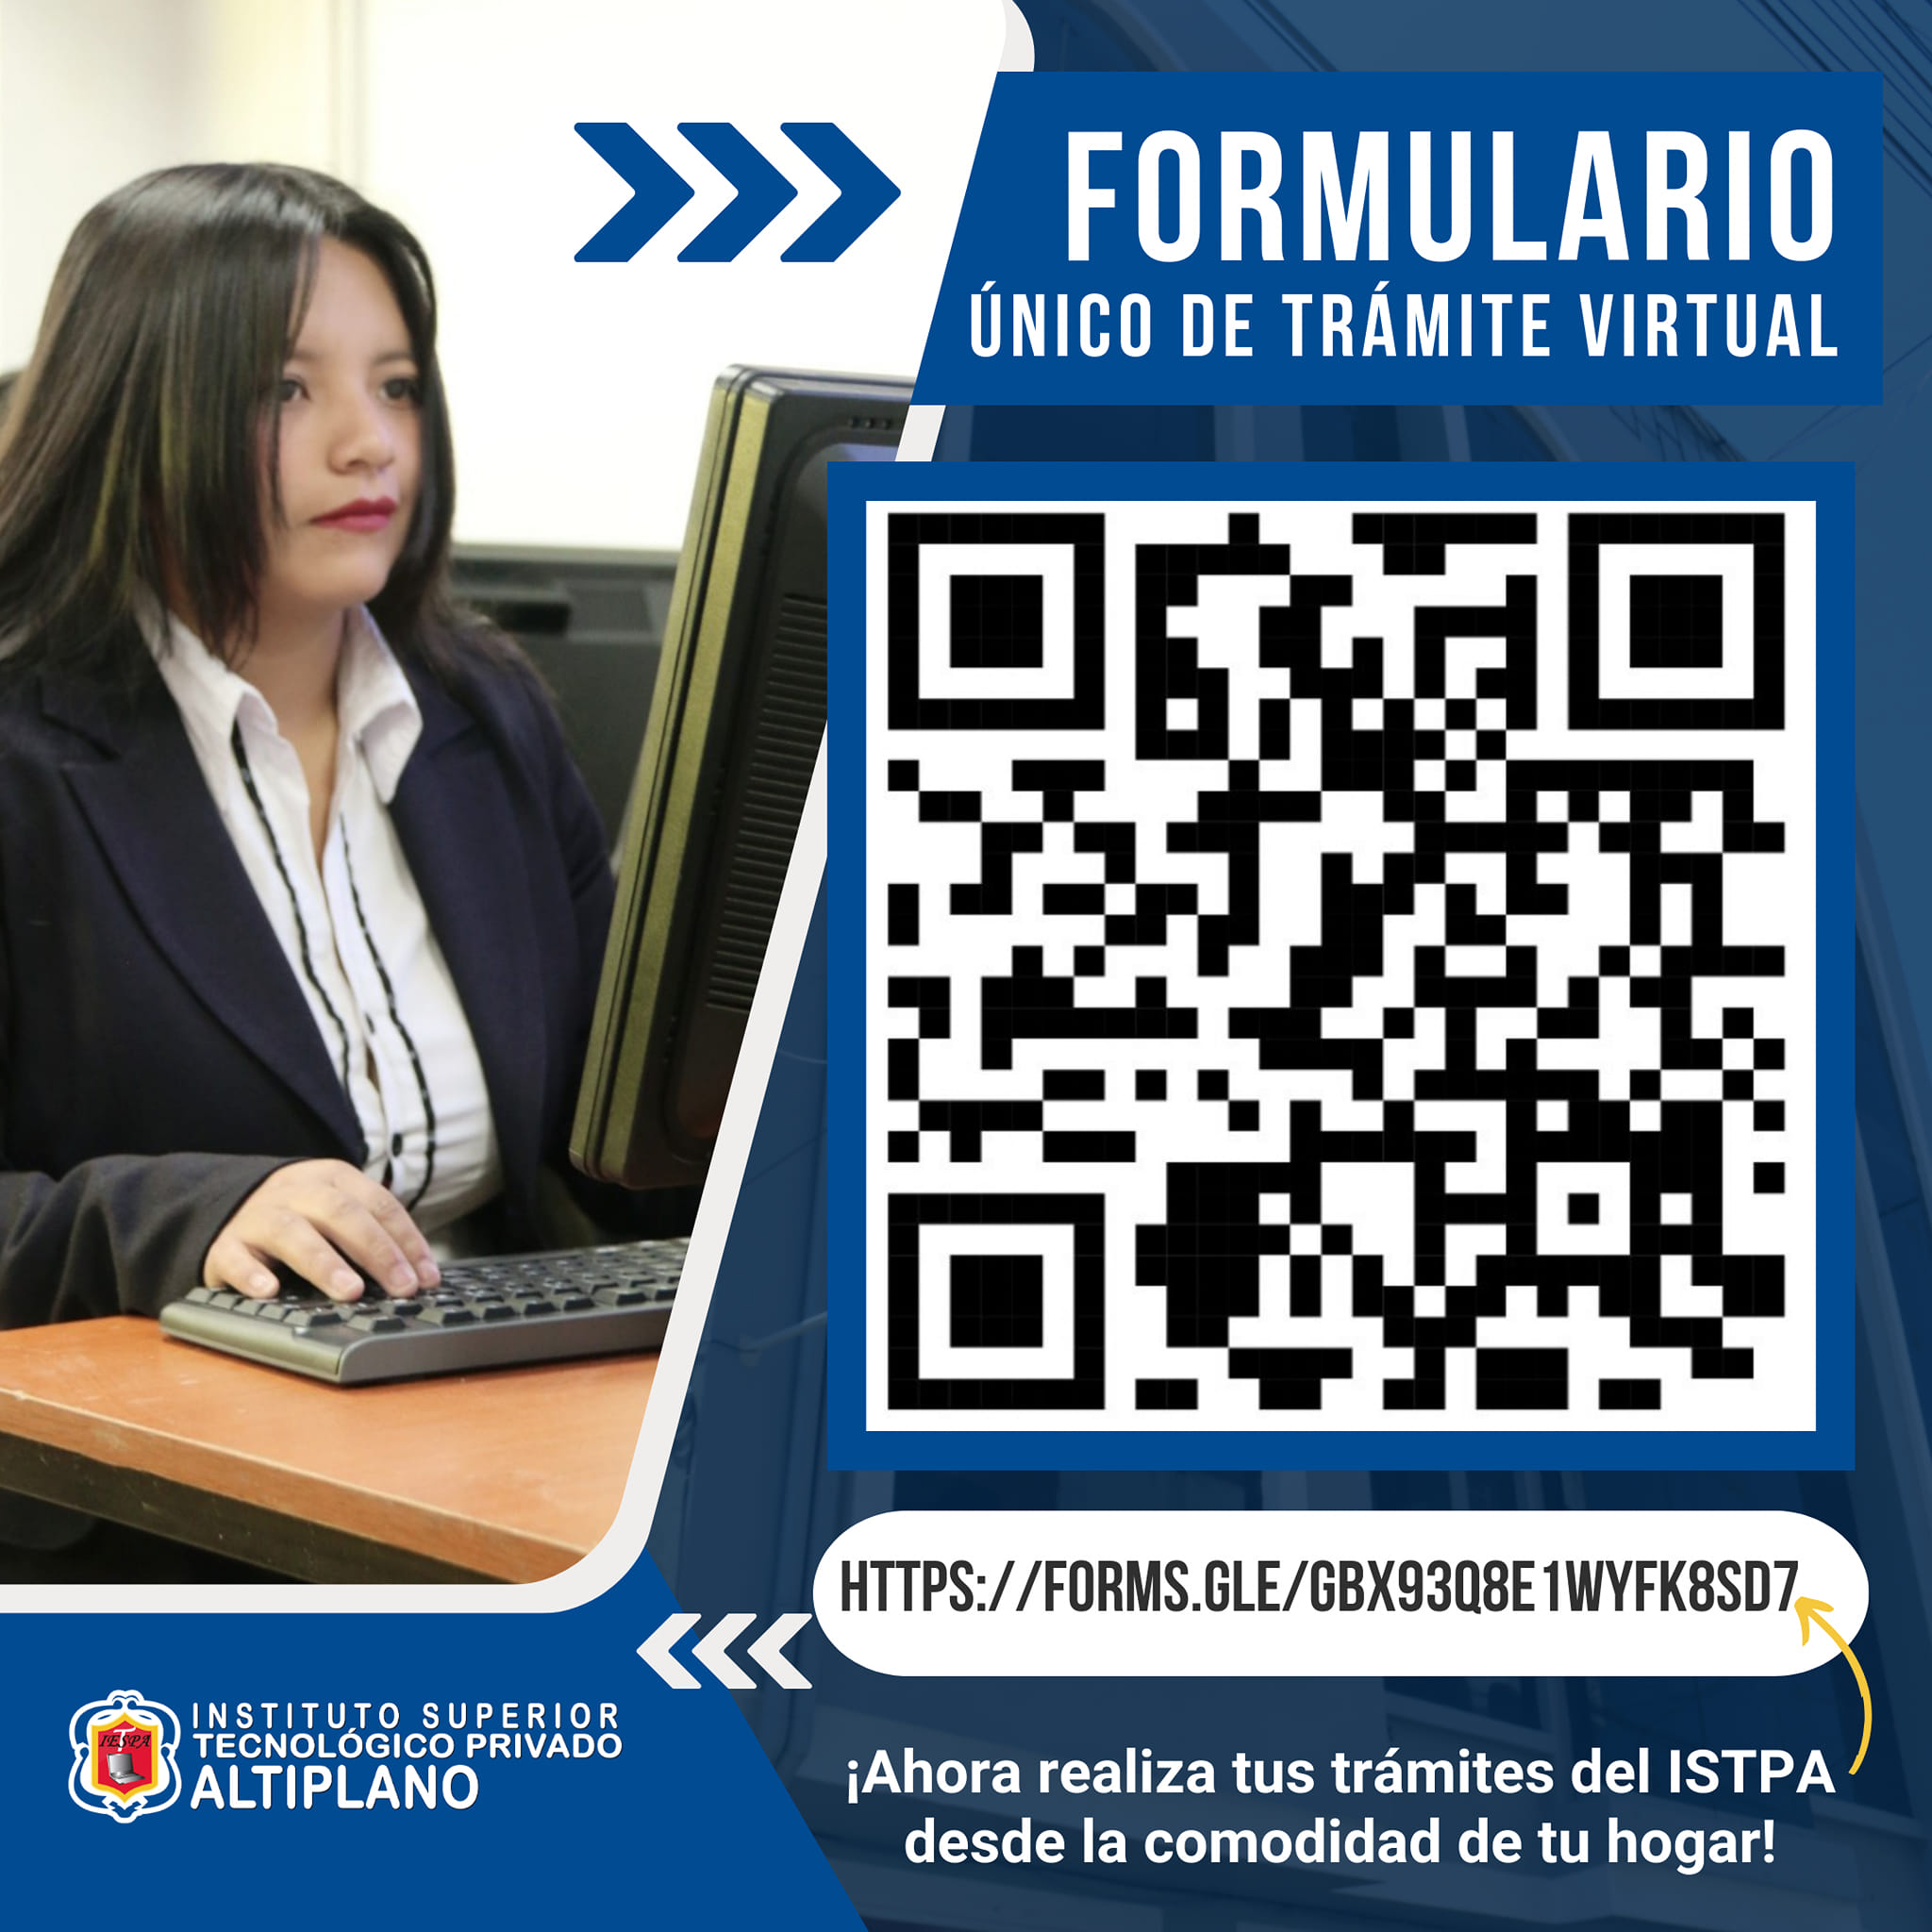 FORMULARIO
ÚNICO DE TRÁMITE VIRTUAL
HTTPS://FORMS.GLE/GBX93Q8E1WYFK8SD7
IESPA
INSTITUTO SUPERIOR
TECNOLÓGICO PRIVADO
ALTIPLANO
¡Ahora realiza tus trámites del ISTPA
desde la comodidad de tu hogar!